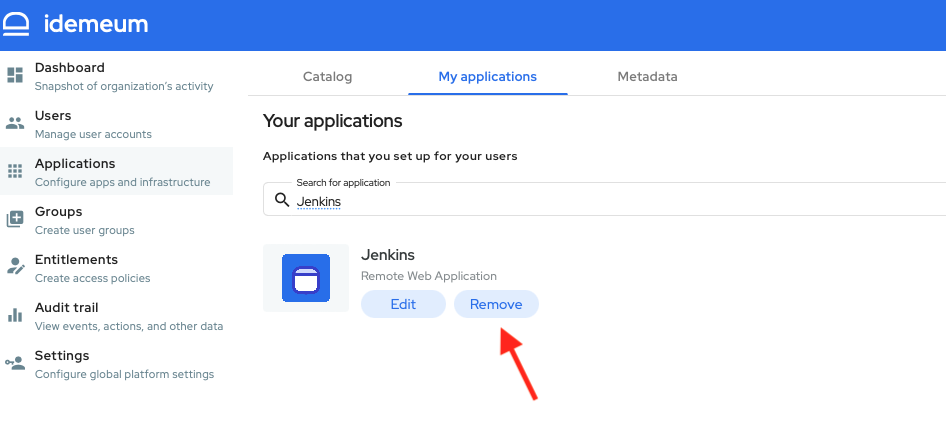 idemeum
Dashboard
Snapshot of organization's activity
Users
Manage user accounts
Applications
Configure apps and infrastructure
Groups
Create user groups
Entitlements
Create access policies
Audit trail
View events, actions, and other data
Settings
Configure global platform settings
Catalog My applications Metadata
Your applications
Applications that you set up for your users
Search for application
Jenkins
Jenkins
Remote Web Application
Edit Remove